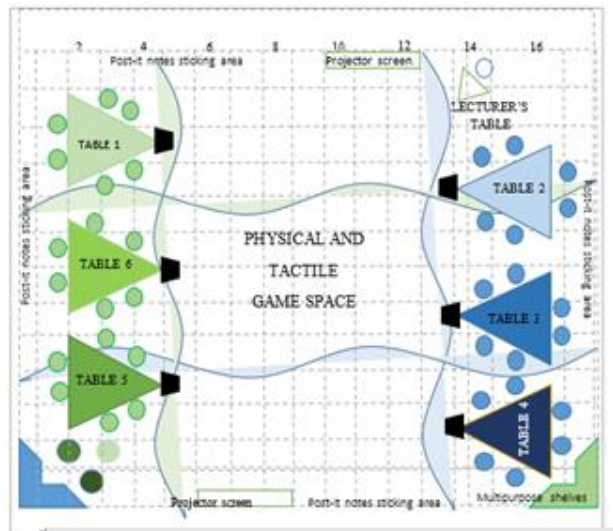 2 4 6 8 10 12 14 16
Post-it notes sticking area
Projector screen
LECTURER'S
TABLE
TABLE 1
TABLE 2
Post-it notes sticking area
Post-it notes sticking area
PHYSICAL AND
TACTILE
GAME SPACE
TABLE 6
TABLE 3
TABLE 5
TABLE 4
Projector screen
Post-it notes sticking area
Multipurpose shelves